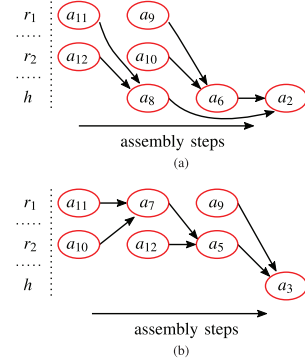 r₁ a₁₁ a₉
r₂ a₁₂ a₁₀
h a₈ a₆ a₂
assembly steps
(a)
r₁ a₁₁ a₇ a₉
r₂ a₁₀ a₁₂ a₅
h a₃
assembly steps
(b)